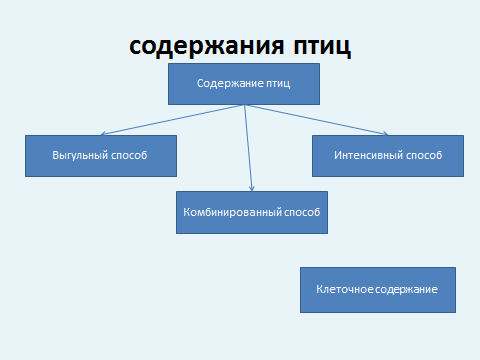 содержания птиц
Содержание птиц
Выгульный способ
Интенсивный способ
Комбинированный способ
Клеточное содержание